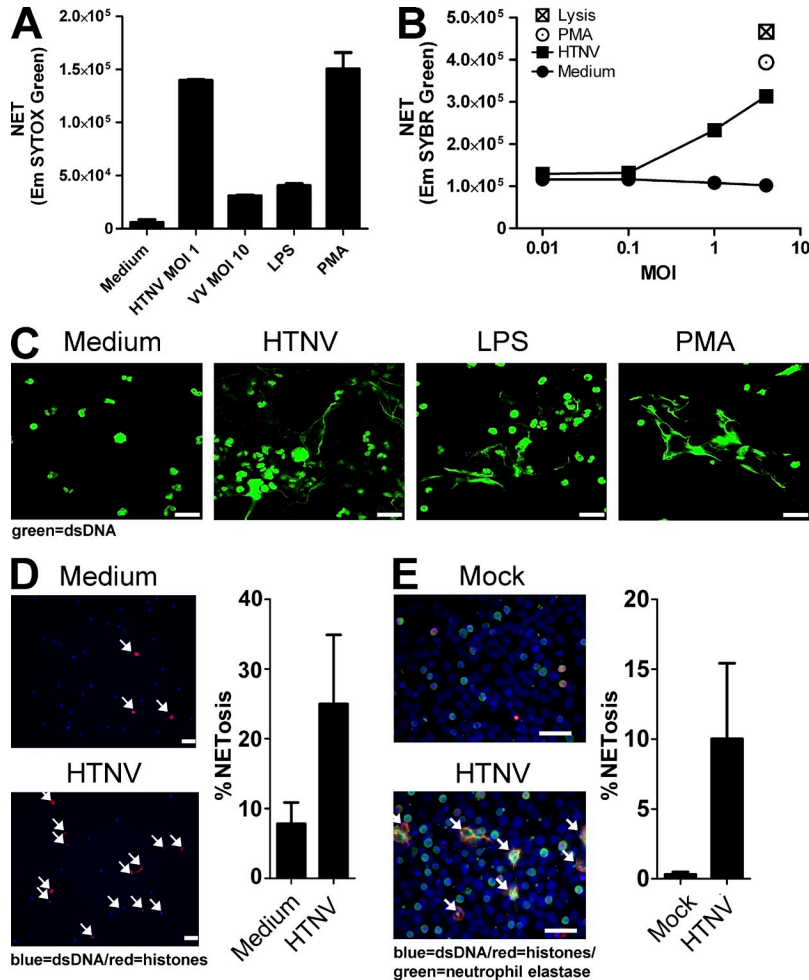 A
NET
(Em SYTOX Green)
2.0×10⁵
1.5×10⁵
1.0×10⁵
5.0×10⁴
0
Medium
HTNV MOI 1
VV MOI 10
LPS
PMA
B
NET
(Em SYBR Green)
5.0×10⁵
4.0×10⁵
3.0×10⁵
2.0×10⁵
1.0×10⁵
0
0.01
0.1
1
10
MOI
Lysis
PMA
HTNV
Medium
C
Medium
HTNV
LPS
PMA
green=dsDNA
D
Medium
HTNV
blue=dsDNA/red=histones
%NETosis
40
30
20
10
0
Medium
HTNV
E
Mock
HTNV
blue=dsDNA/red=histones/
green=neutrophil elastase
%NETosis
20
15
10
5
0
Mock
HTNV